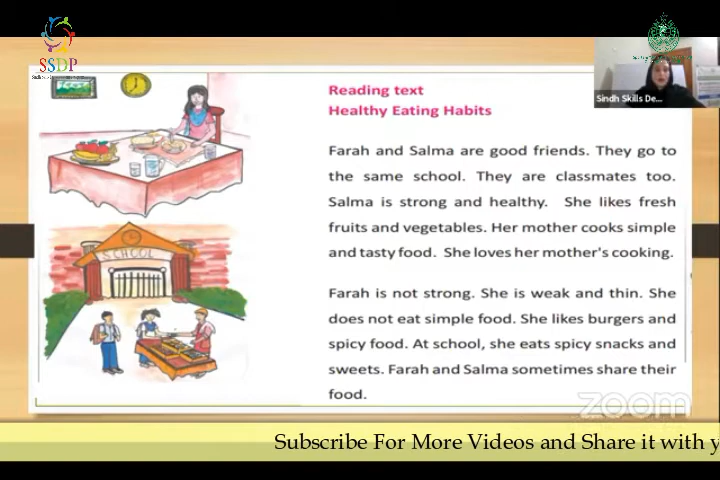 SSDP
Reading text
Healthy Eating Habits
Sindh Skills De...
Farah and Salma are good friends. They go to
the same school. They are classmates too.
Salma is strong and healthy. She likes fresh
fruits and vegetables. Her mother cooks simple
and tasty food. She loves her mother's cooking.
SCHOOL
Farah is not strong. She is weak and thin. She
does not eat simple food. She likes burgers and
spicy food. At school, she eats spicy snacks and
sweets. Farah and Salma sometimes share their
food.
zoom
Subscribe For More Videos and Share it with y